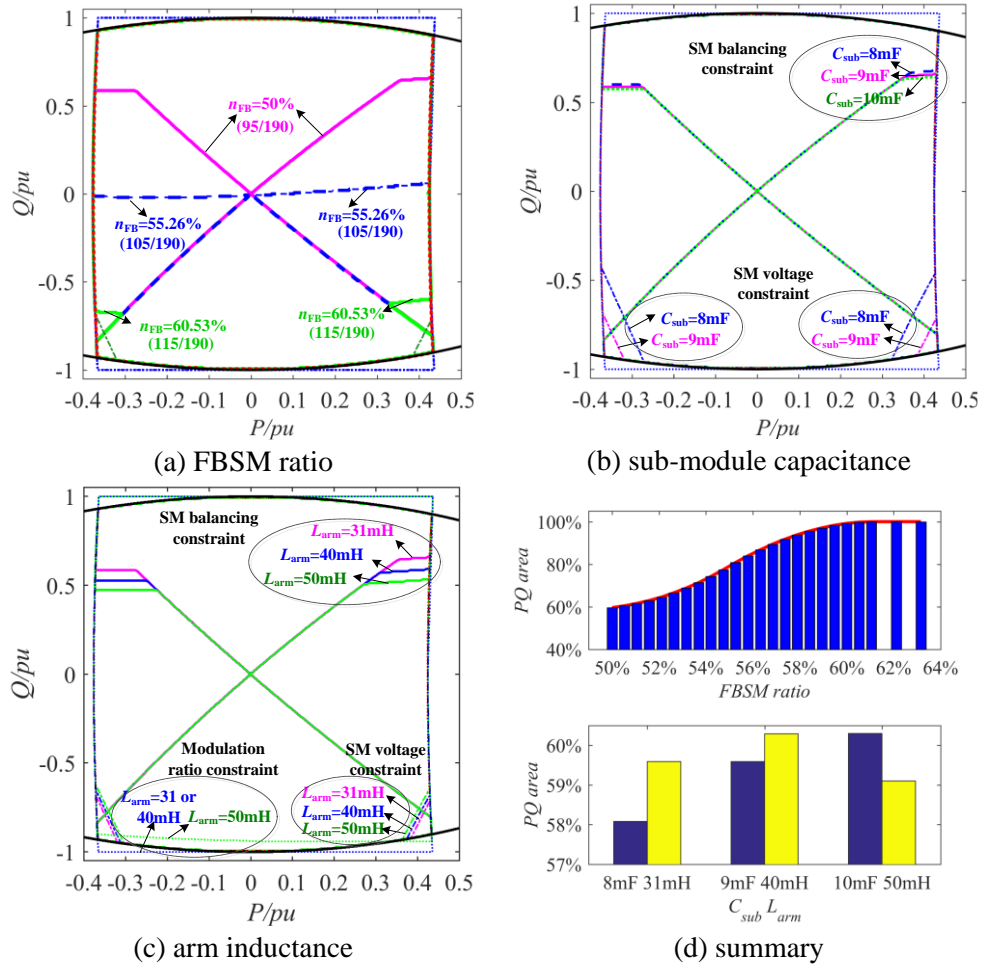 1
0.5
0
-0.5
-1
Q/pu
n_FB=50%
(95/190)
n_FB=55.26%
(105/190)
n_FB=55.26%
(105/190)
n_FB=60.53%
(115/190)
n_FB=60.53%
(115/190)
-0.4 -0.3 -0.2 -0.1 0 0.1 0.2 0.3 0.4 0.5
P/pu
(a) FBSM ratio
1
0.5
0
-0.5
-1
Q/pu
SM balancing
constraint
C_sub=8mF
C_sub=9mF
C_sub=10mF
SM voltage
constraint
C_sub=8mF
C_sub=9mF
C_sub=8mF
C_sub=9mF
-0.4 -0.3 -0.2 -0.1 0 0.1 0.2 0.3 0.4 0.5
P/pu
(b) sub-module capacitance
1
0.5
0
-0.5
-1
Q/pu
SM balancing
constraint
L_arm=31mH
L_arm=40mH
L_arm=50mH
Modulation
ratio constraint
L_arm=31 or
40mH
L_arm=50mH
SM voltage
constraint
L_arm=31mH
L_arm=40mH
L_arm=50mH
-0.4 -0.3 -0.2 -0.1 0 0.1 0.2 0.3 0.4 0.5
P/pu
(c) arm inductance
100%
80%
60%
40%
PQ area
50% 52% 54% 56% 58% 60% 62% 64%
FBSM ratio
60%
59%
58%
57%
PQ area
8mF 31mH 9mF 40mH 10mF 50mH
C_sub L_arm
(d) summary